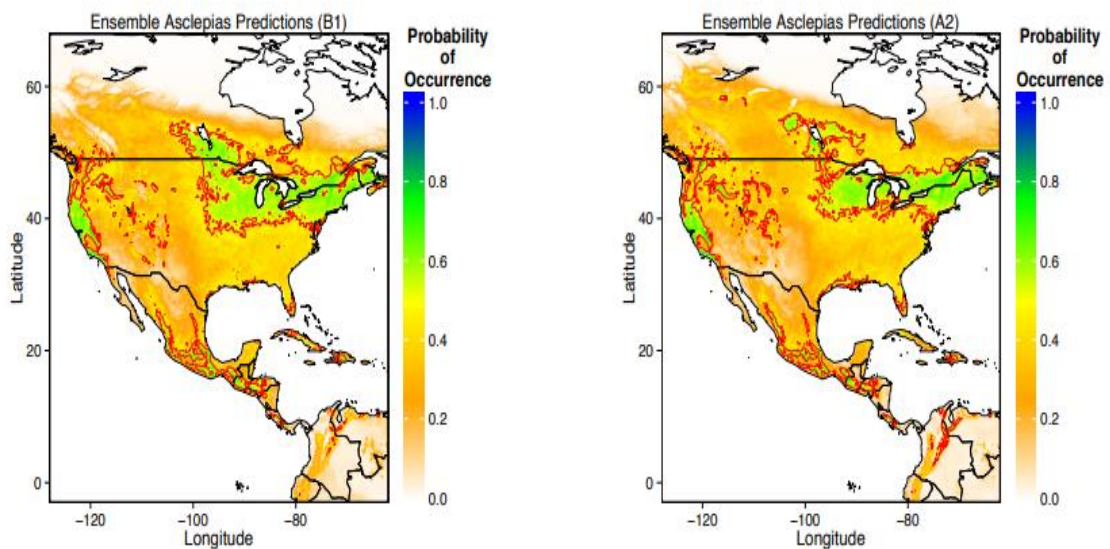 Ensemble Asclepias Predictions (B1)
Probability
of
Occurrence
1.0
0.8
0.6
0.4
0.2
0.0
60
40
20
0
Latitude
−120
−100
−80
Longitude
Ensemble Asclepias Predictions (A2)
Probability
of
Occurrence
1.0
0.8
0.6
0.4
0.2
0.0
60
40
20
0
Latitude
−120
−100
−80
Longitude